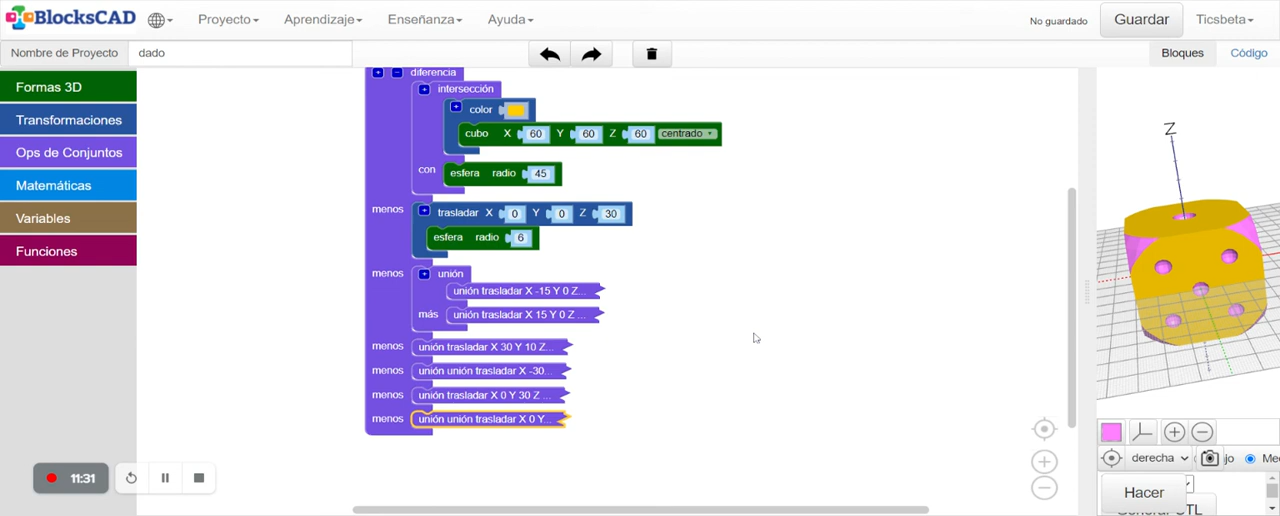 BlocksCAD Proyecto Aprendizaje Enseñanza Ayuda No guardado Guardar Ticsbeta
Nombre de Proyecto dado Bloques Código
Formas 3D
Transformaciones
Ops de Conjuntos
Matemáticas
Variables
Funciones
+ - diferencia
+ intersección
+ color
cubo X 60 Y 60 Z 60 centrado
con esfera radio 45
menos + trasladar X 0 Y 0 Z 30
esfera radio 6
menos + unión
unión trasladar X -15 Y 0 Z...
más unión trasladar X 15 Y 0 Z ...
menos unión trasladar X 30 Y 10 Z...
menos unión unión trasladar X -30...
menos unión trasladar X 0 Y 30 Z ...
menos unión unión trasladar X 0 Y...
11:31
Z
derecha jo Me
Hacer